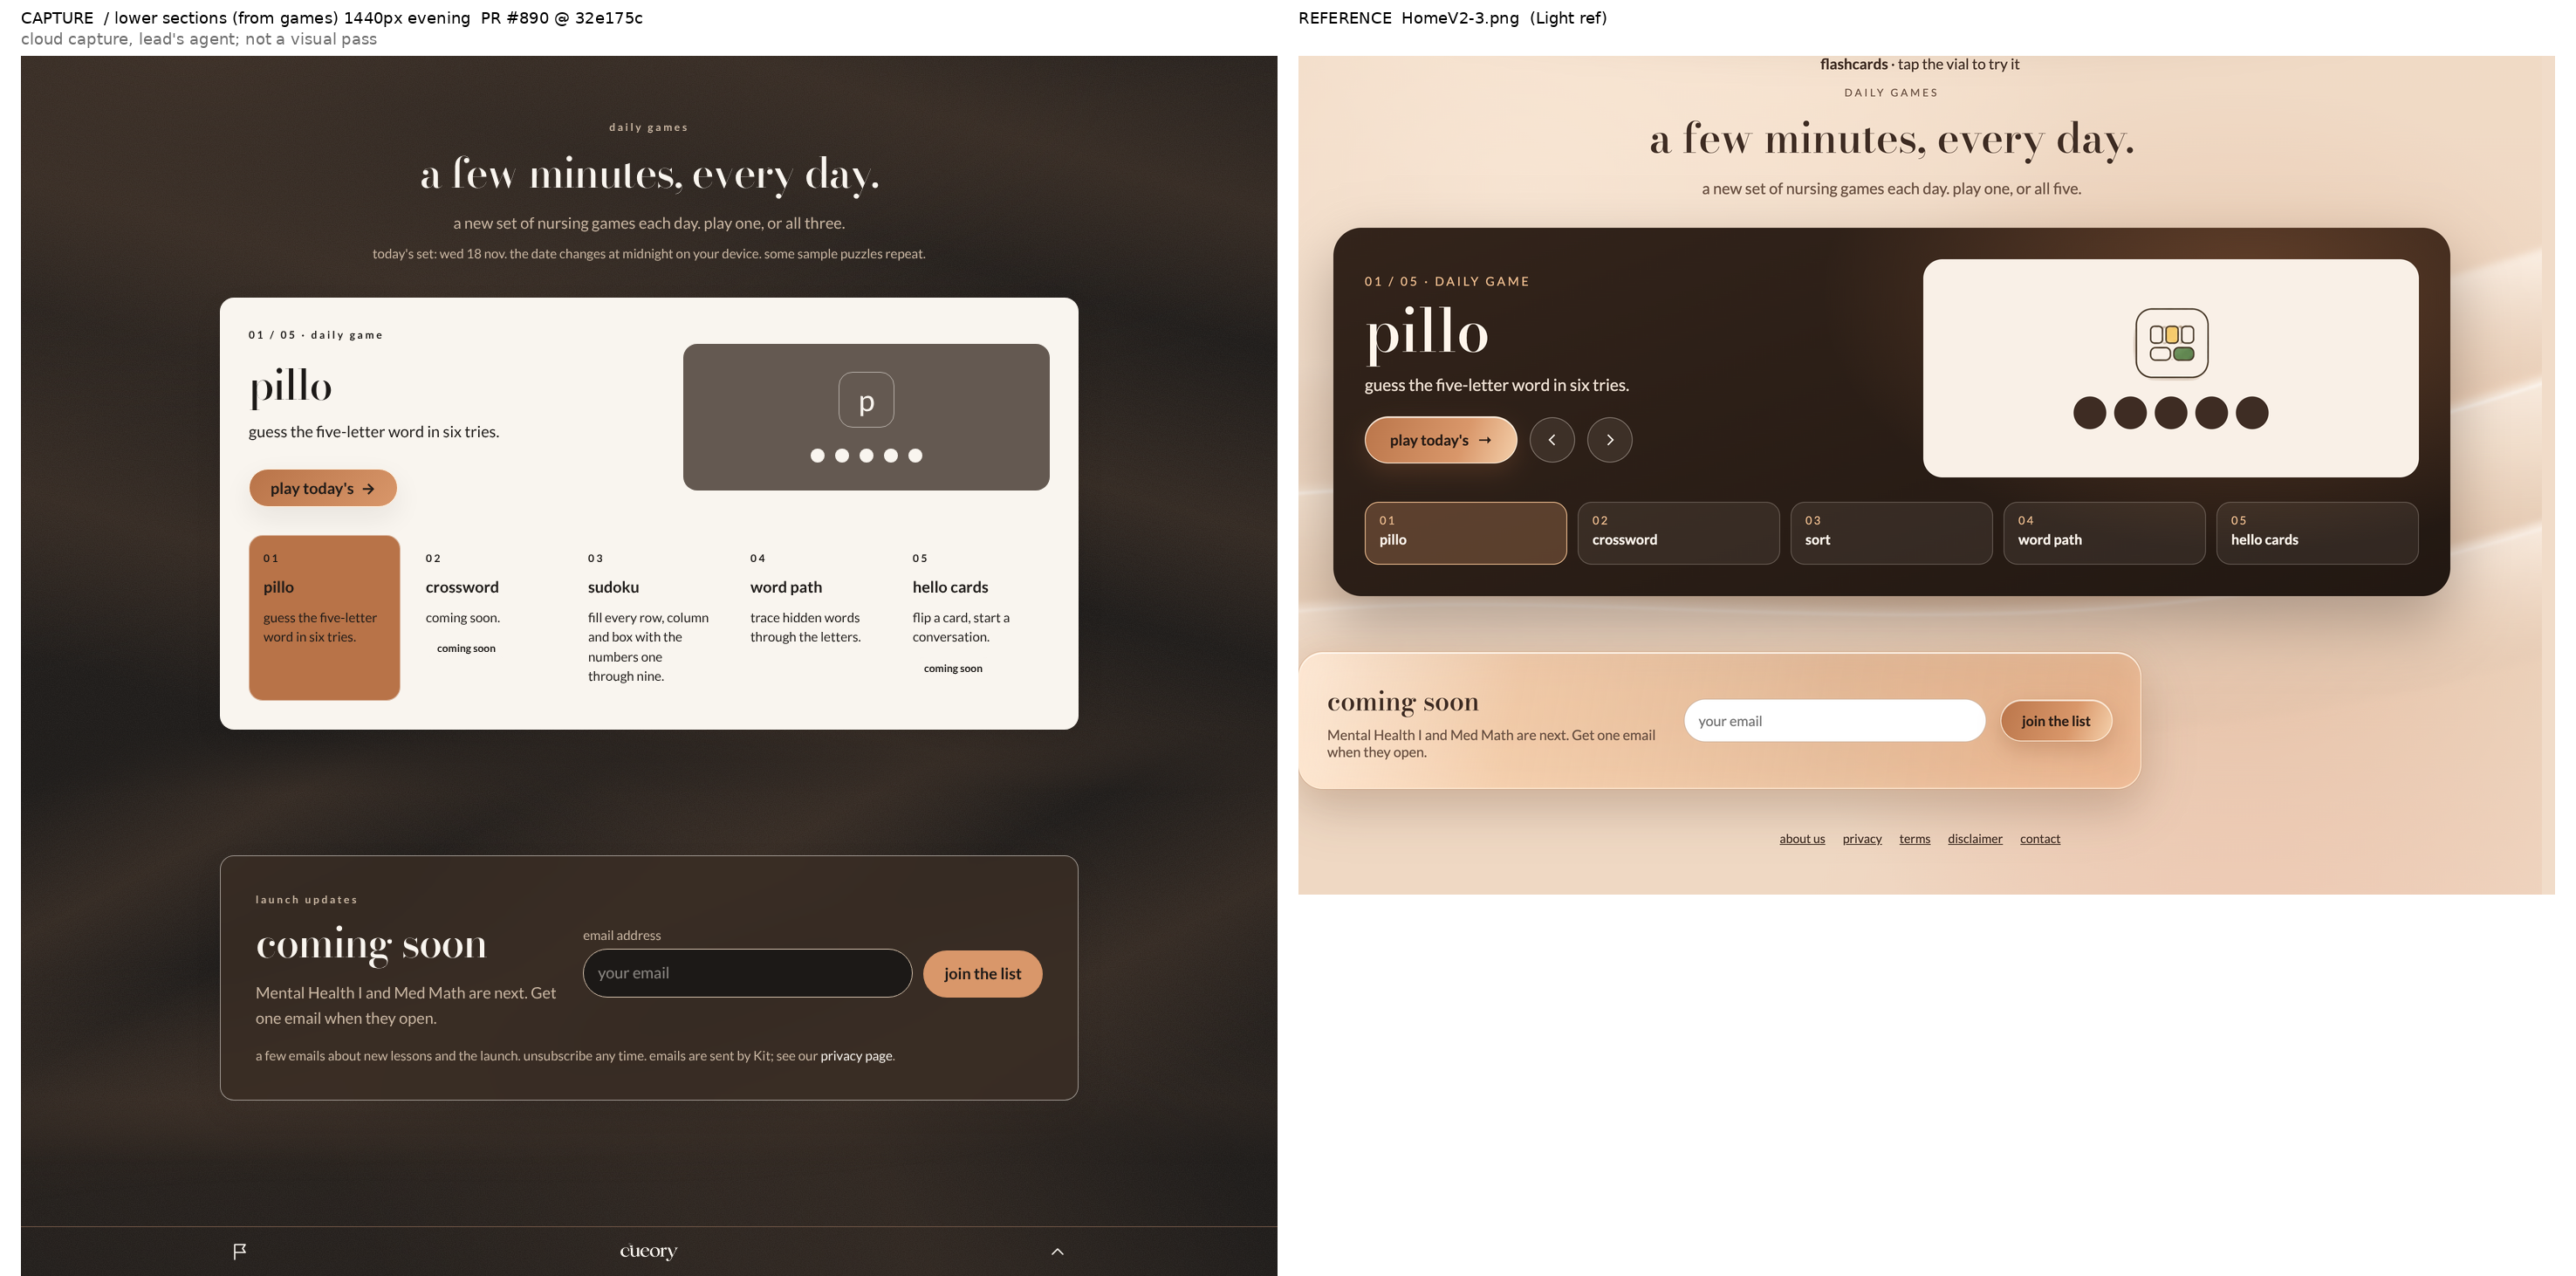 CAPTURE / lower sections (from games) 1440px evening PR #890 @ 32e175c
cloud capture, lead's agent; not a visual pass
daily games
a few minutes, every day.
a new set of nursing games each day. play one, or all three.
today's set: wed 18 nov. the date changes at midnight on your device. some sample puzzles repeat.
01 / 05 · daily game
pillo
guess the five-letter word in six tries.
play today's →
p
01
pillo
guess the five-letter
word in six tries.
02
crossword
coming soon.
coming soon
03
sudoku
fill every row, column
and box with the
numbers one
through nine.
04
word path
trace hidden words
through the letters.
05
hello cards
flip a card, start a
conversation.
coming soon
launch updates
coming soon
Mental Health I and Med Math are next. Get
one email when they open.
email address
your email
join the list
a few emails about new lessons and the launch. unsubscribe any time. emails are sent by Kit; see our privacy page.
cueory
REFERENCE HomeV2-3.png (Light ref)
flashcards · tap the vial to try it
DAILY GAMES
a few minutes, every day.
a new set of nursing games each day. play one, or all five.
01 / 05 · DAILY GAME
pillo
guess the five-letter word in six tries.
play today's →
01
pillo
02
crossword
03
sort
04
word path
05
hello cards
coming soon
Mental Health I and Med Math are next. Get one email
when they open.
your email
join the list
about us privacy terms disclaimer contact